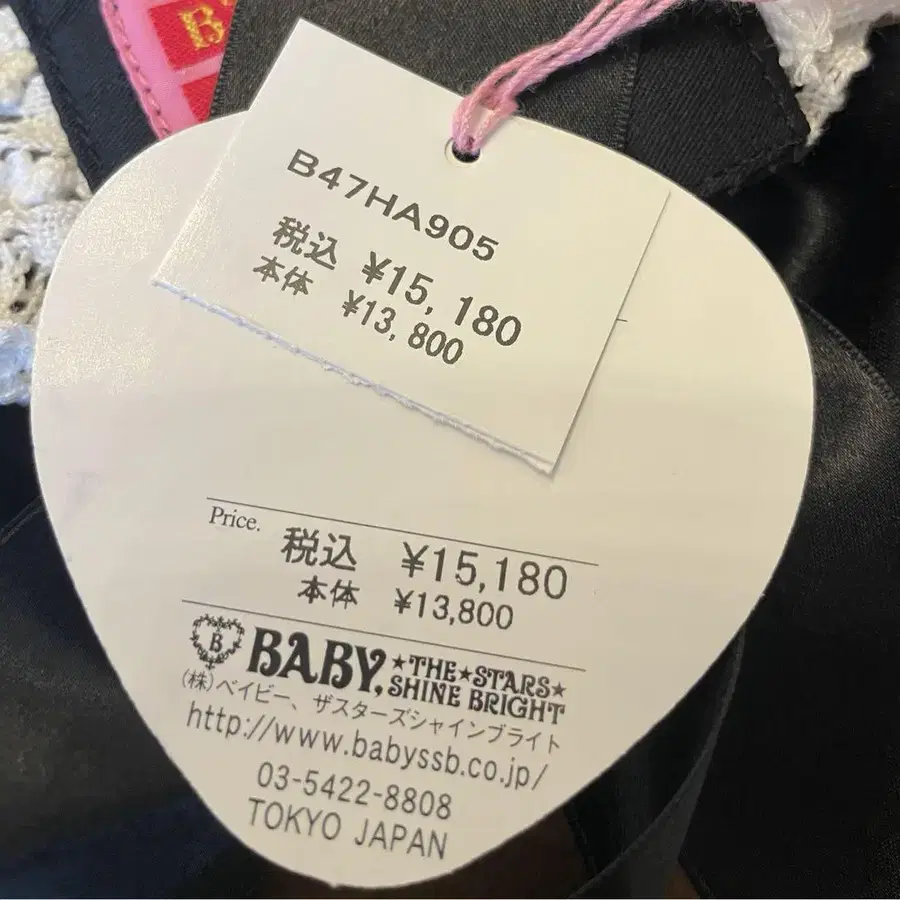 B
B47HA905
税込 ¥15,180
本体 ¥13,800
Price.
税込 ¥15,180
本体 ¥13,800
B BABY, ★THE★STARS★
SHINE BRIGHT
(株)ベイビー、ザスターズシャインブライト
http://www.babyssb.co.jp/
03-5422-8808
TOKYO JAPAN